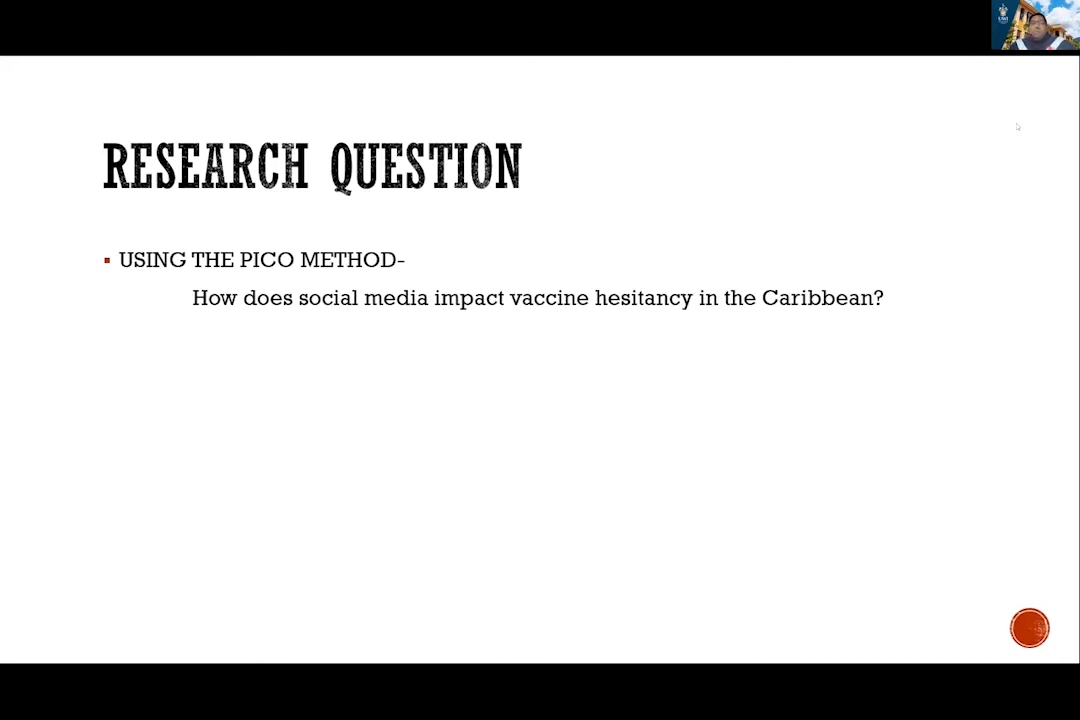 RESEARCH QUESTION
USING THE PICO METHOD-
How does social media impact vaccine hesitancy in the Caribbean?